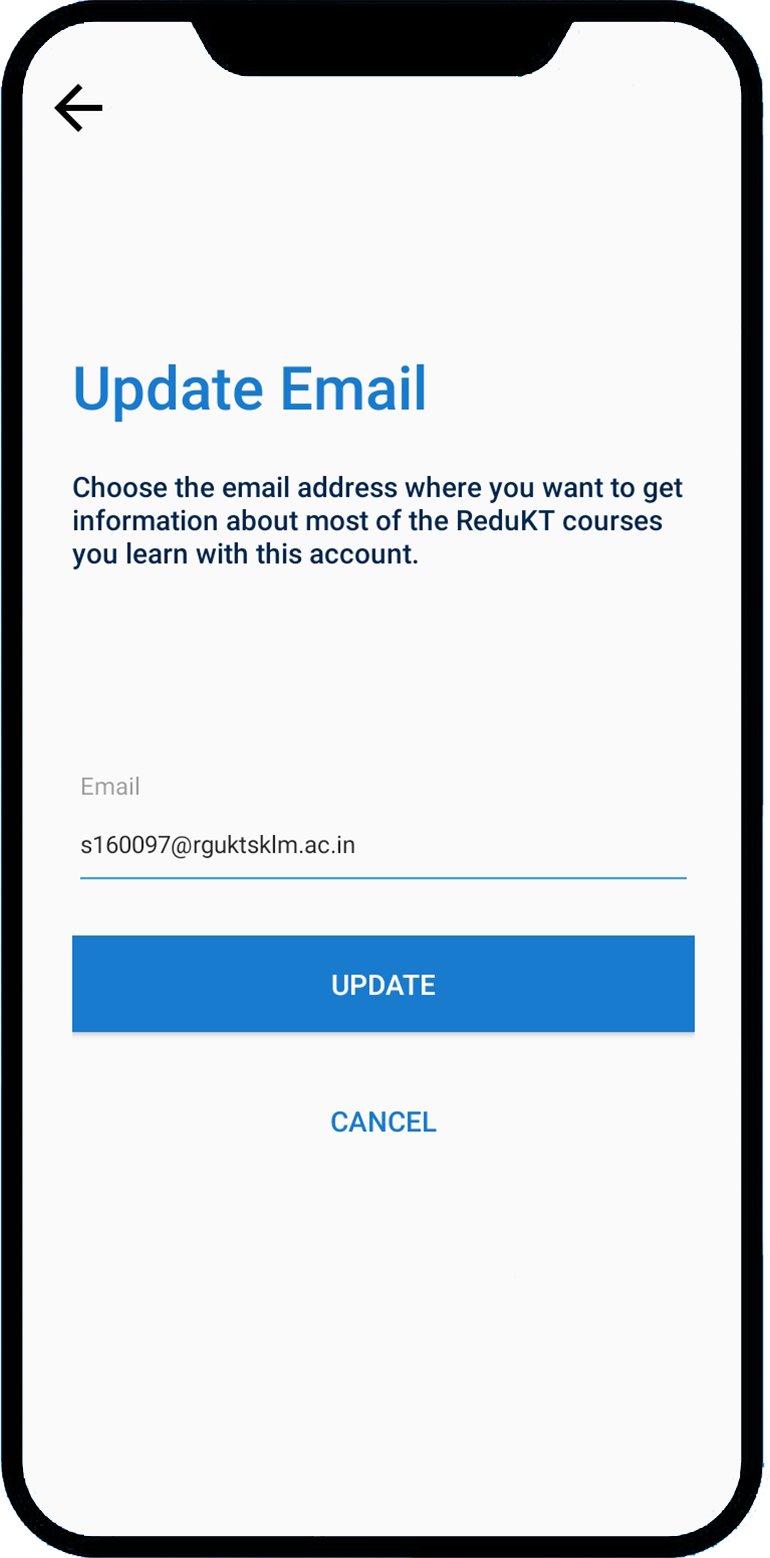 Update Email
Choose the email address where you want to get
information about most of the ReduKT courses
you learn with this account.
Email
s160097@rguktsklm.ac.in
UPDATE
CANCEL